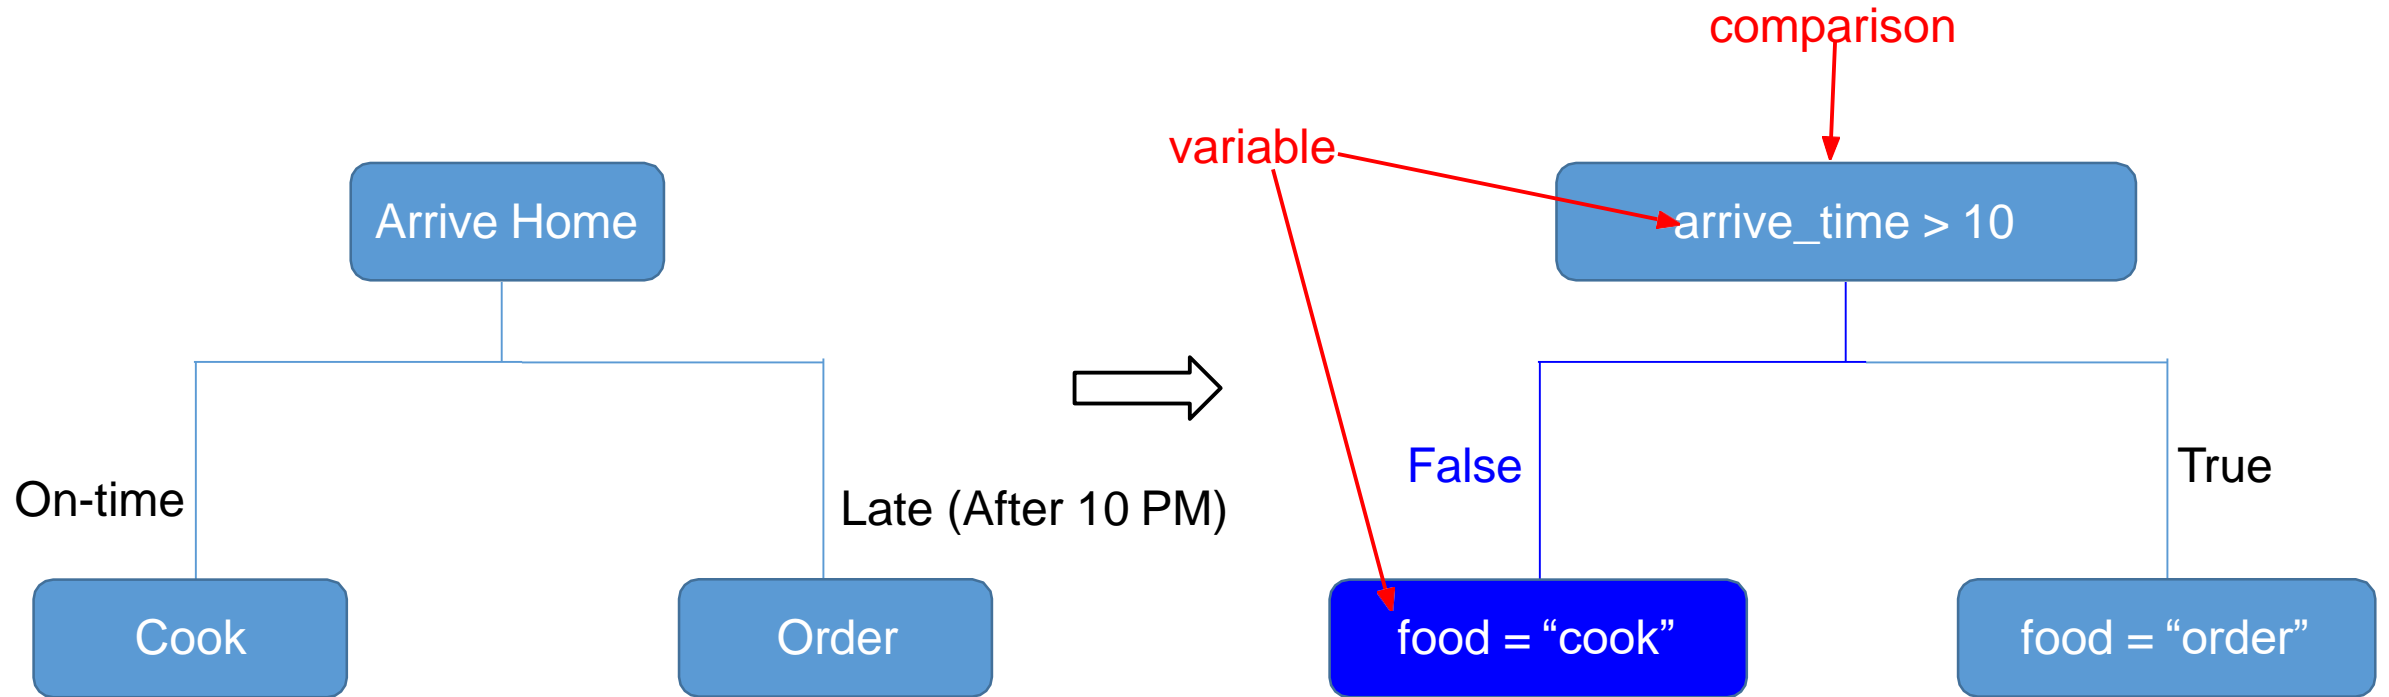 comparison
variable
Arrive Home
arrive_time > 10
On-time
Late (After 10 PM)
False
True
Cook
Order
food = “cook”
food = “order”